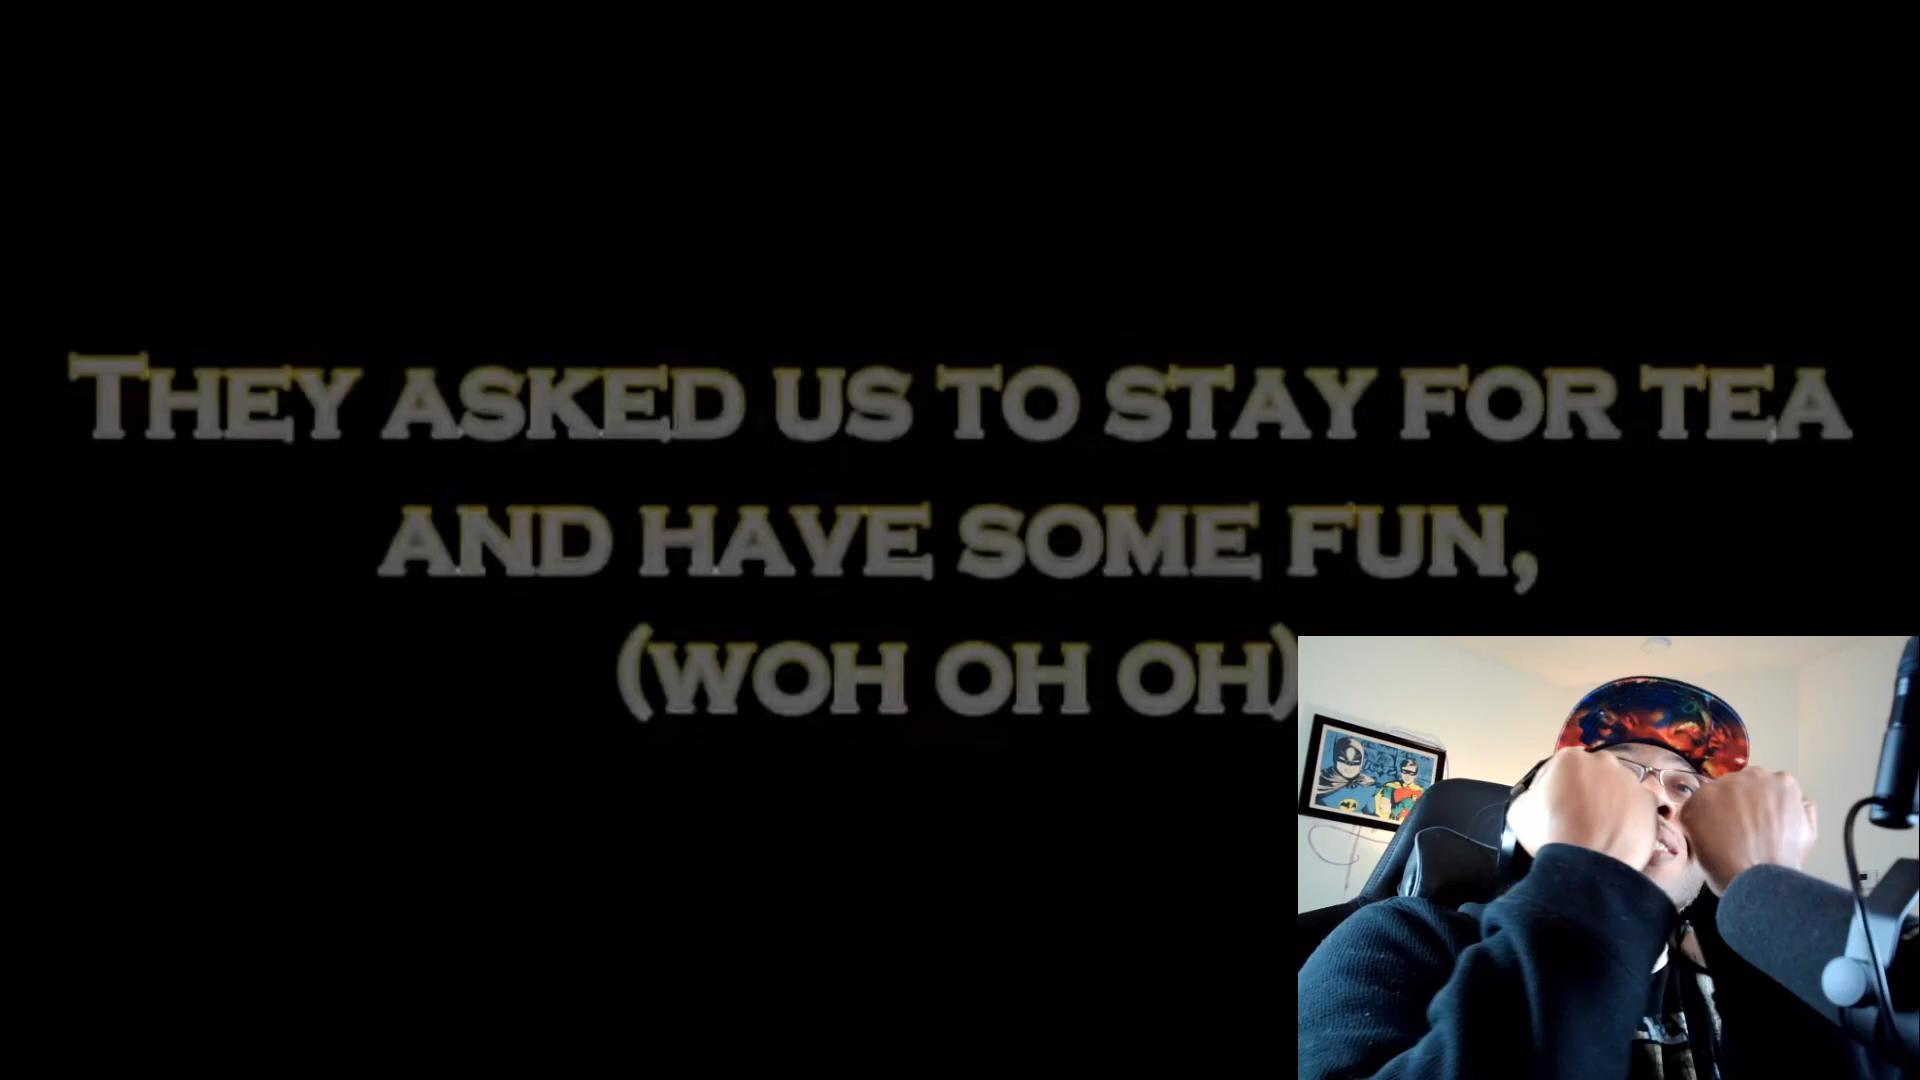 They asked us to stay for tea
and have some fun,
(woh oh oh)